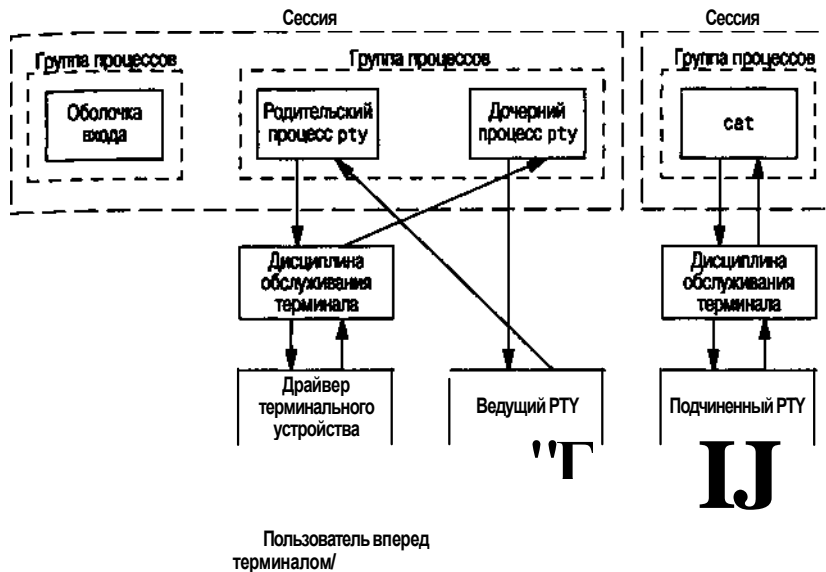 Сессия
Сессия
Группа процессов
Группа процессов
Группа процессов
Оболочка
входа
Родительский
процесс pty
Дочерний
процесс pty
cat
Дисциплина
обслуживания
терминала
Дисциплина
обслуживания
терминала
Драйвер
терминального
устройства
Ведущий PTY
Подчиненный PTY
"Г
IJ
Пользователь вперед
терминалом/